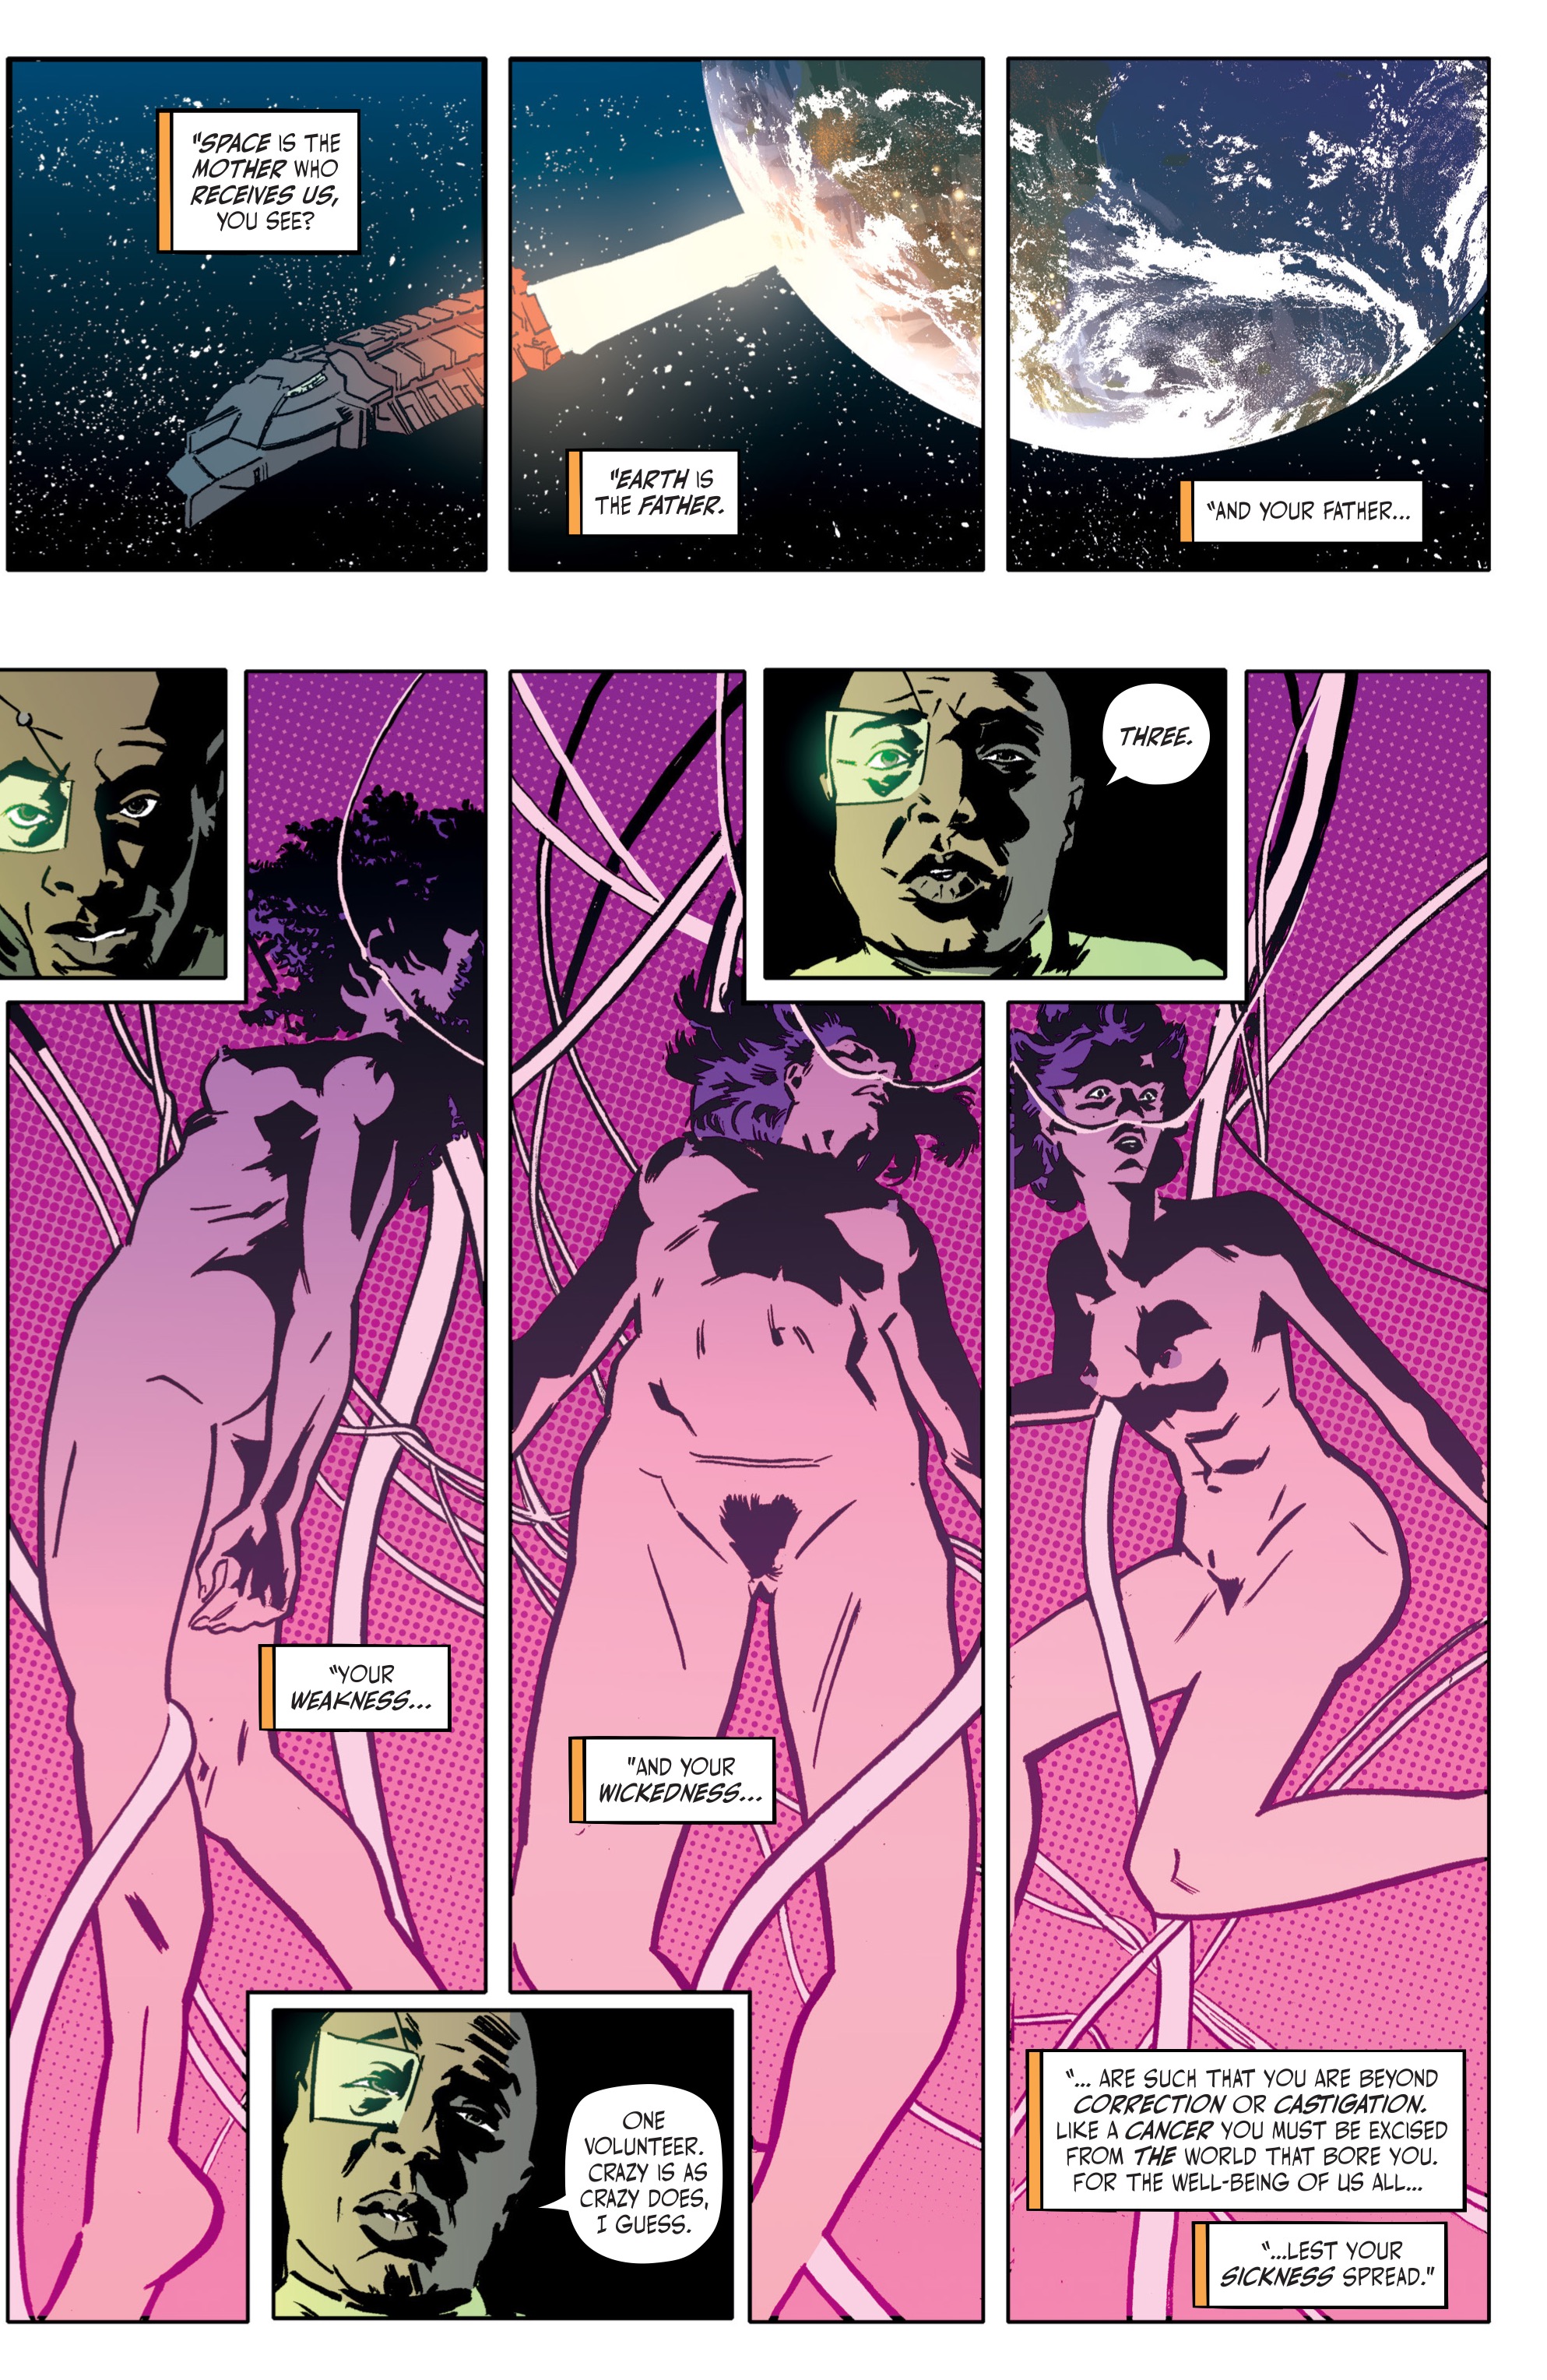 "SPACE IS THE
MOTHER WHO
RECEIVES US,
YOU SEE?
"EARTH IS
THE FATHER.
"AND YOUR FATHER...
THREE.
"YOUR
WEAKNESS...
"AND YOUR
WICKEDNESS...
ONE
VOLUNTEER.
CRAZY IS AS
CRAZY DOES,
I GUESS.
"... ARE SUCH THAT YOU ARE BEYOND
CORRECTION OR CASTIGATION.
LIKE A CANCER YOU MUST BE EXCISED
FROM THE WORLD THAT BORE YOU.
FOR THE WELL-BEING OF US ALL...
"...LEST YOUR
SICKNESS SPREAD."